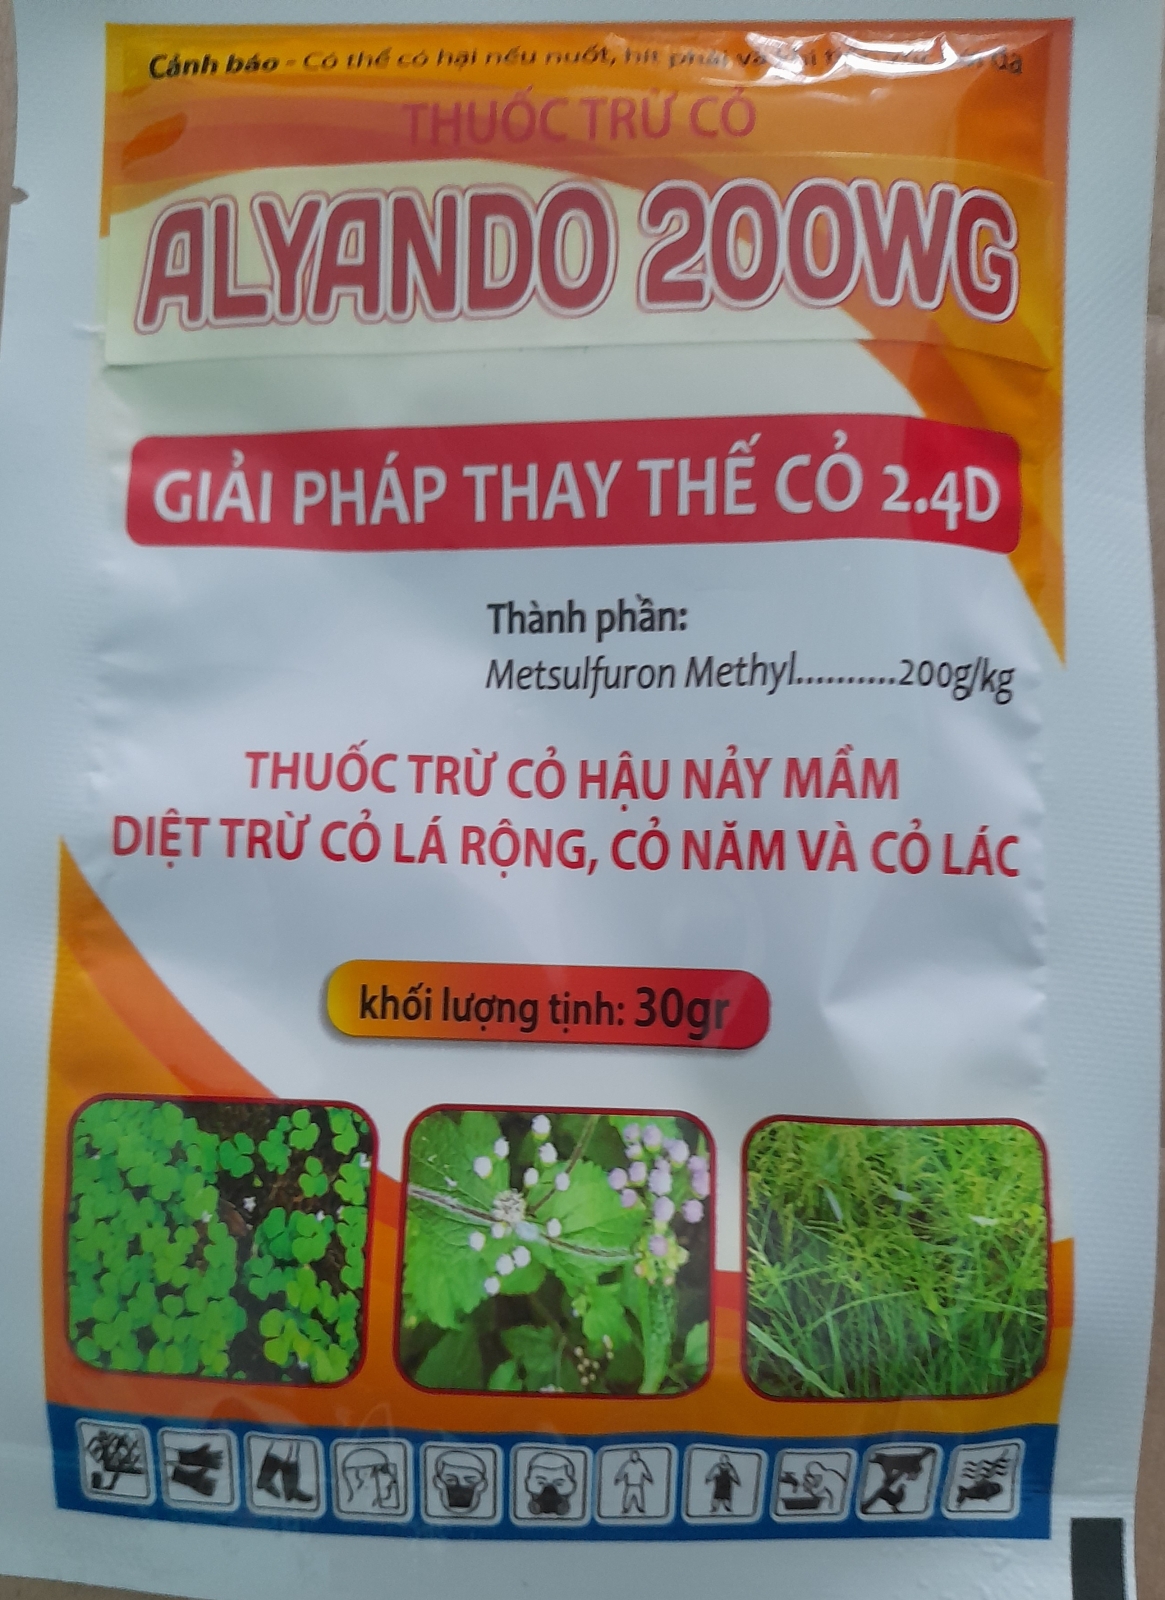 Cảnh báo - Có thể có hại nếu nuốt, hít phải và
THUỐC TRỪ CỎ
ALYANDO 200WG
GIẢI PHÁP THAY THẾ CỎ 2.4D
Thành phần:
Metsulfuron Methyl..........200g/kg
THUỐC TRỪ CỎ HẬU NẢY MẦM
DIỆT TRỪ CỎ LÁ RỘNG, CỎ NĂM VÀ CỎ LÁC
khối lượng tịnh: 30gr